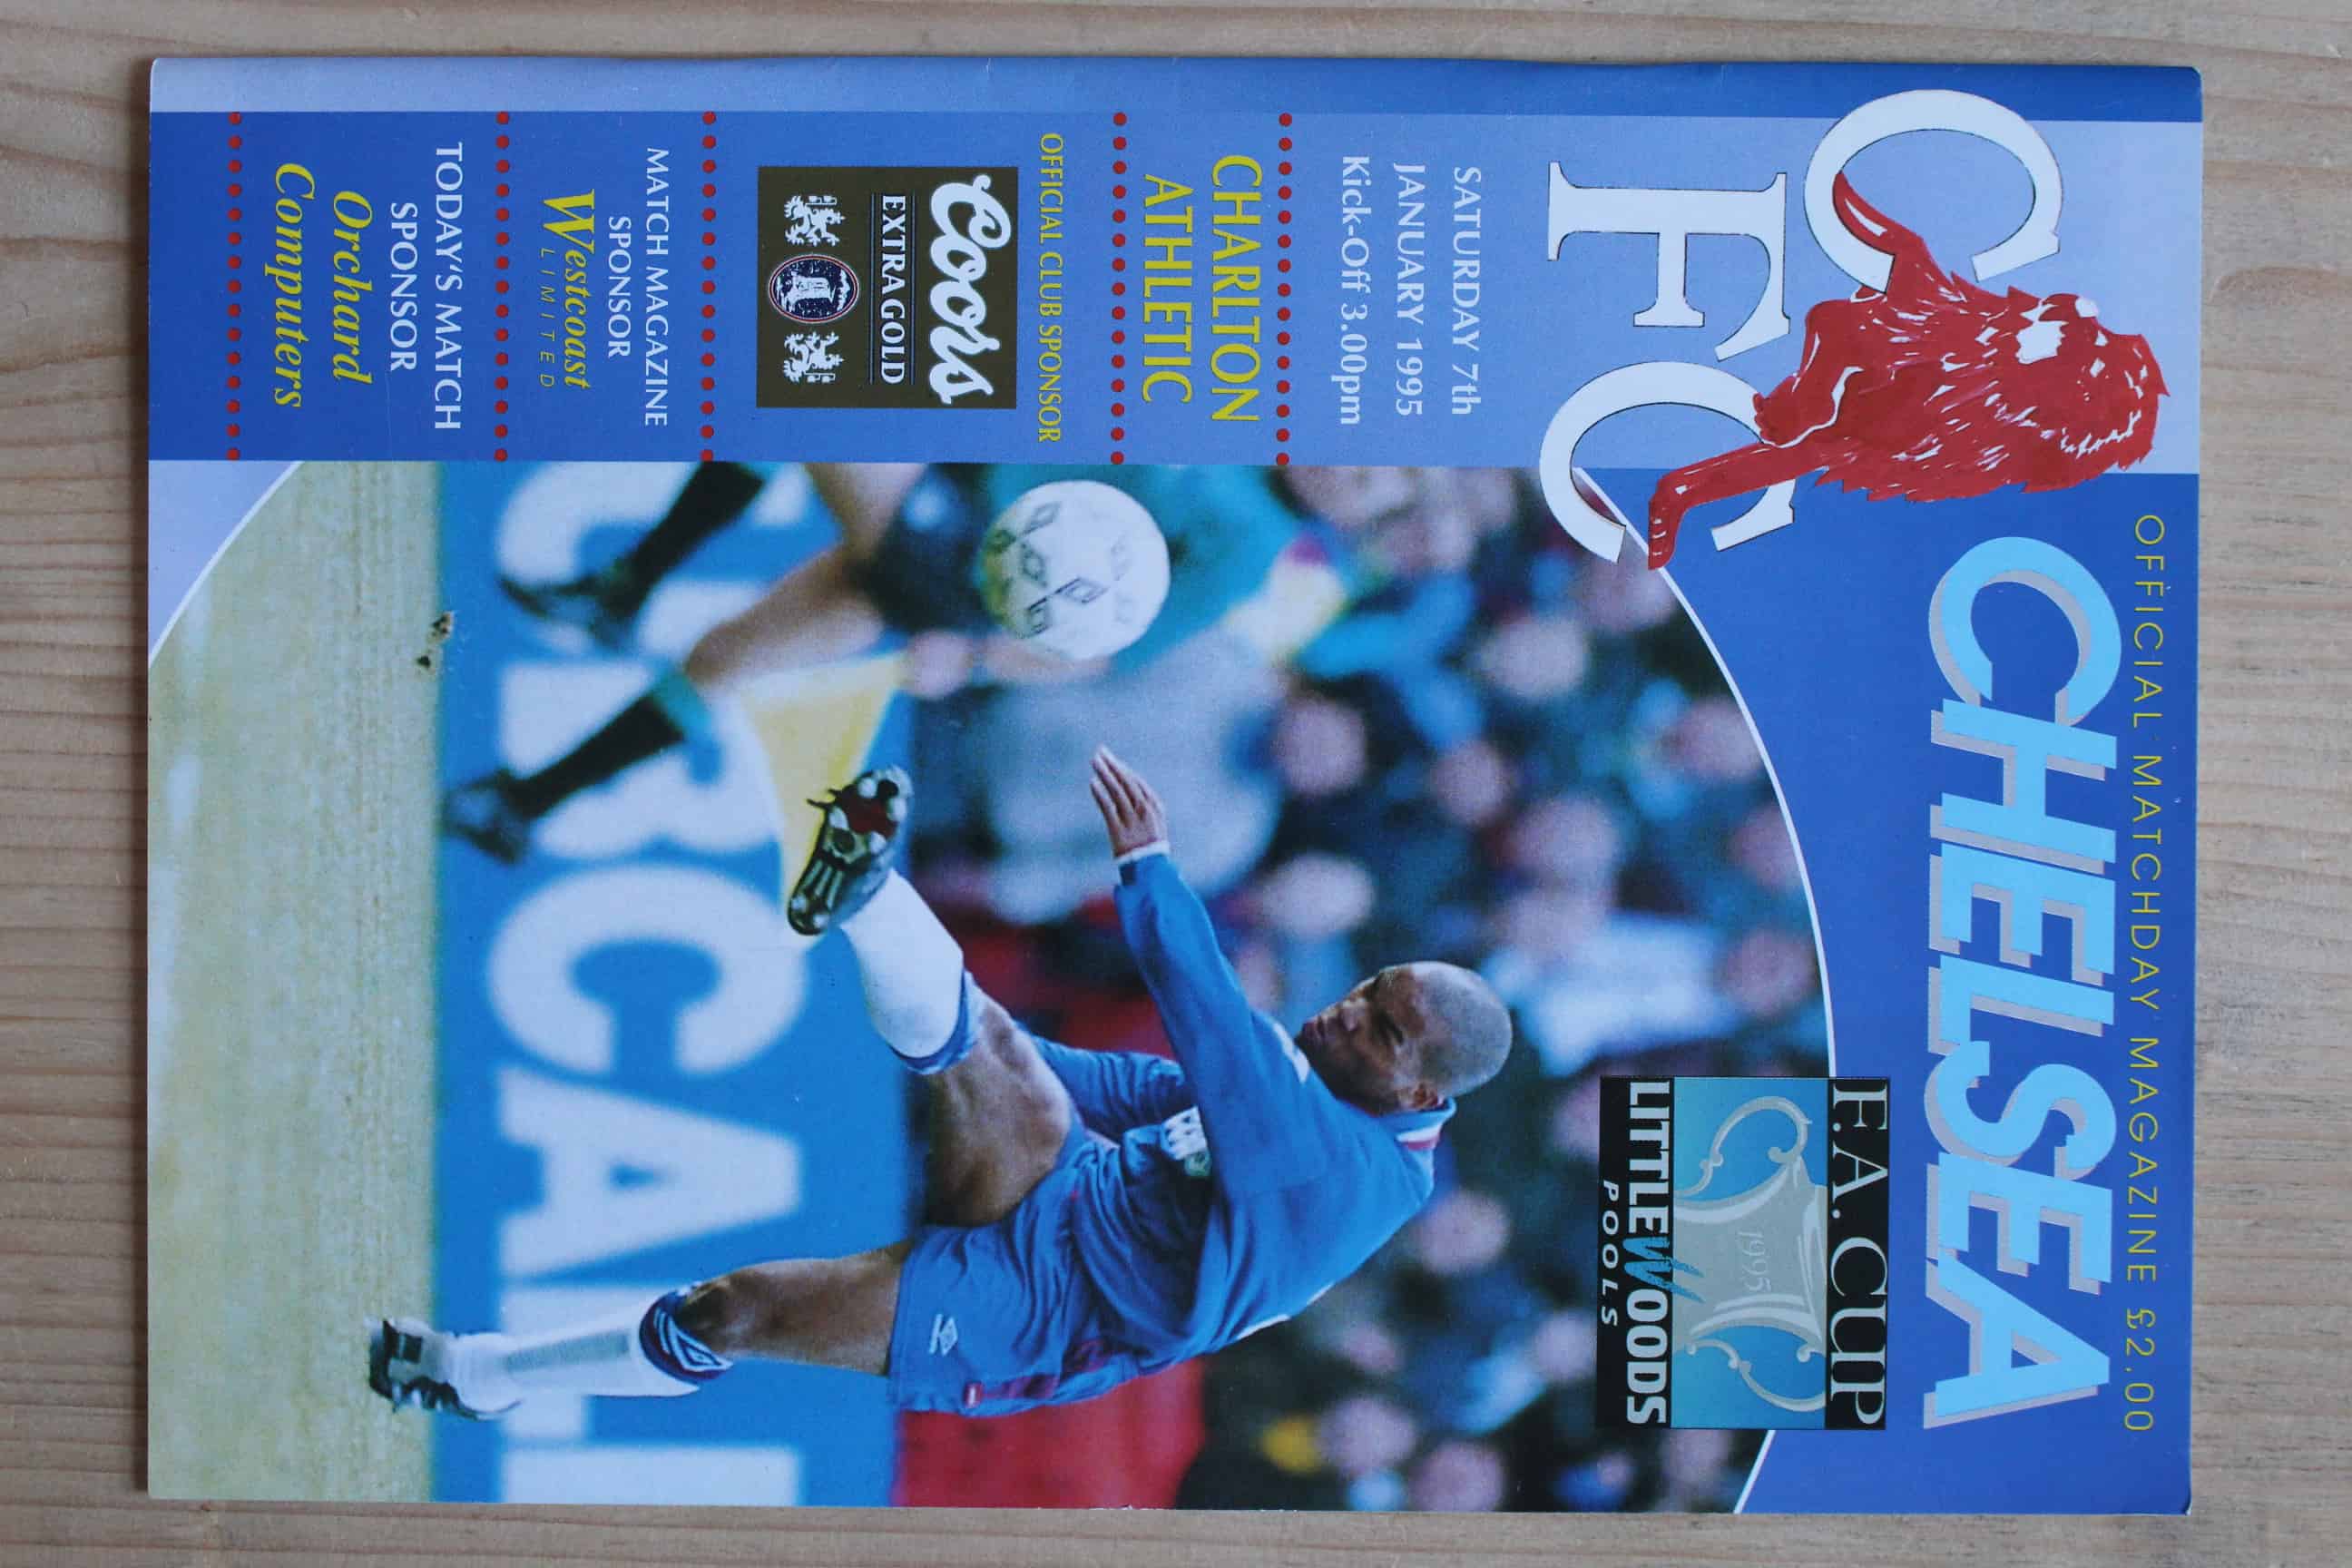 OFFICIAL MATCHDAY MAGAZINE £2.00
CHELSEA
CFC
F.A. CUP
1995
LITTLEWOODS
POOLS
SATURDAY 7th
JANUARY 1995
Kick-Off 3.00pm
CHARLTON
ATHLETIC
OFFICIAL CLUB SPONSOR
Coors
EXTRA GOLD
MATCH MAGAZINE
SPONSOR
Westcoast
LIMITED
TODAY'S MATCH
SPONSOR
Orchard
Computers